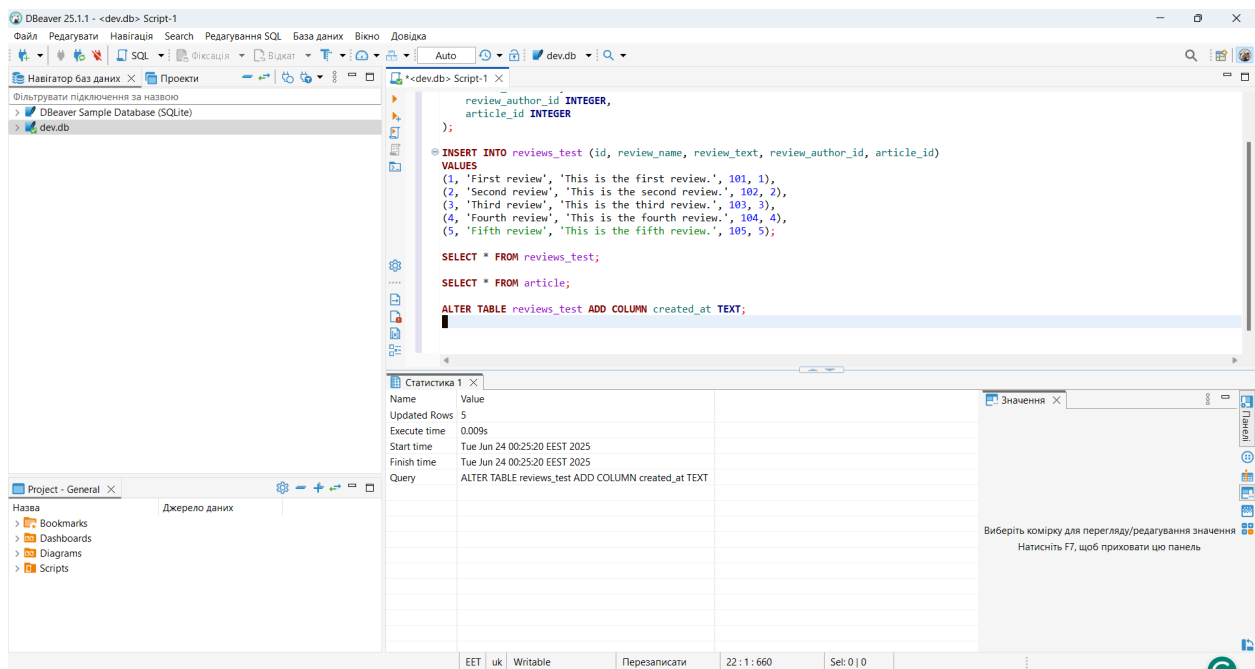 DBeaver 25.1.1 - <dev.db> Script-1
Файл Редагувати Навігація Search Редагування SQL База даних Вікно Довідка
SQL Фіксація Відкат Auto dev.db
Навігатор баз даних Проекти
Фільтрувати підключення за назвою
DBeaver Sample Database (SQLite)
dev.db
*<dev.db> Script-1
review_author_id INTEGER,
article_id INTEGER
);
INSERT INTO reviews_test (id, review_name, review_text, review_author_id, article_id)
VALUES
(1, 'First review', 'This is the first review.', 101, 1),
(2, 'Second review', 'This is the second review.', 102, 2),
(3, 'Third review', 'This is the third review.', 103, 3),
(4, 'Fourth review', 'This is the fourth review.', 104, 4),
(5, 'Fifth review', 'This is the fifth review.', 105, 5);
SELECT * FROM reviews_test;
SELECT * FROM article;
ALTER TABLE reviews_test ADD COLUMN created_at TEXT;
Статистика 1
Name Value
Updated Rows 5
Execute time 0.009s
Start time Tue Jun 24 00:25:20 EEST 2025
Finish time Tue Jun 24 00:25:20 EEST 2025
Query ALTER TABLE reviews_test ADD COLUMN created_at TEXT
Значення
Виберіть комірку для перегляду/редагування значення
Натисніть F7, щоб приховати цю панель
Панелі
Project - General
Назва Джерело даних
Bookmarks
Dashboards
Diagrams
Scripts
EET uk Writable Перезаписати 22 : 1 : 660 Sel: 0 | 0